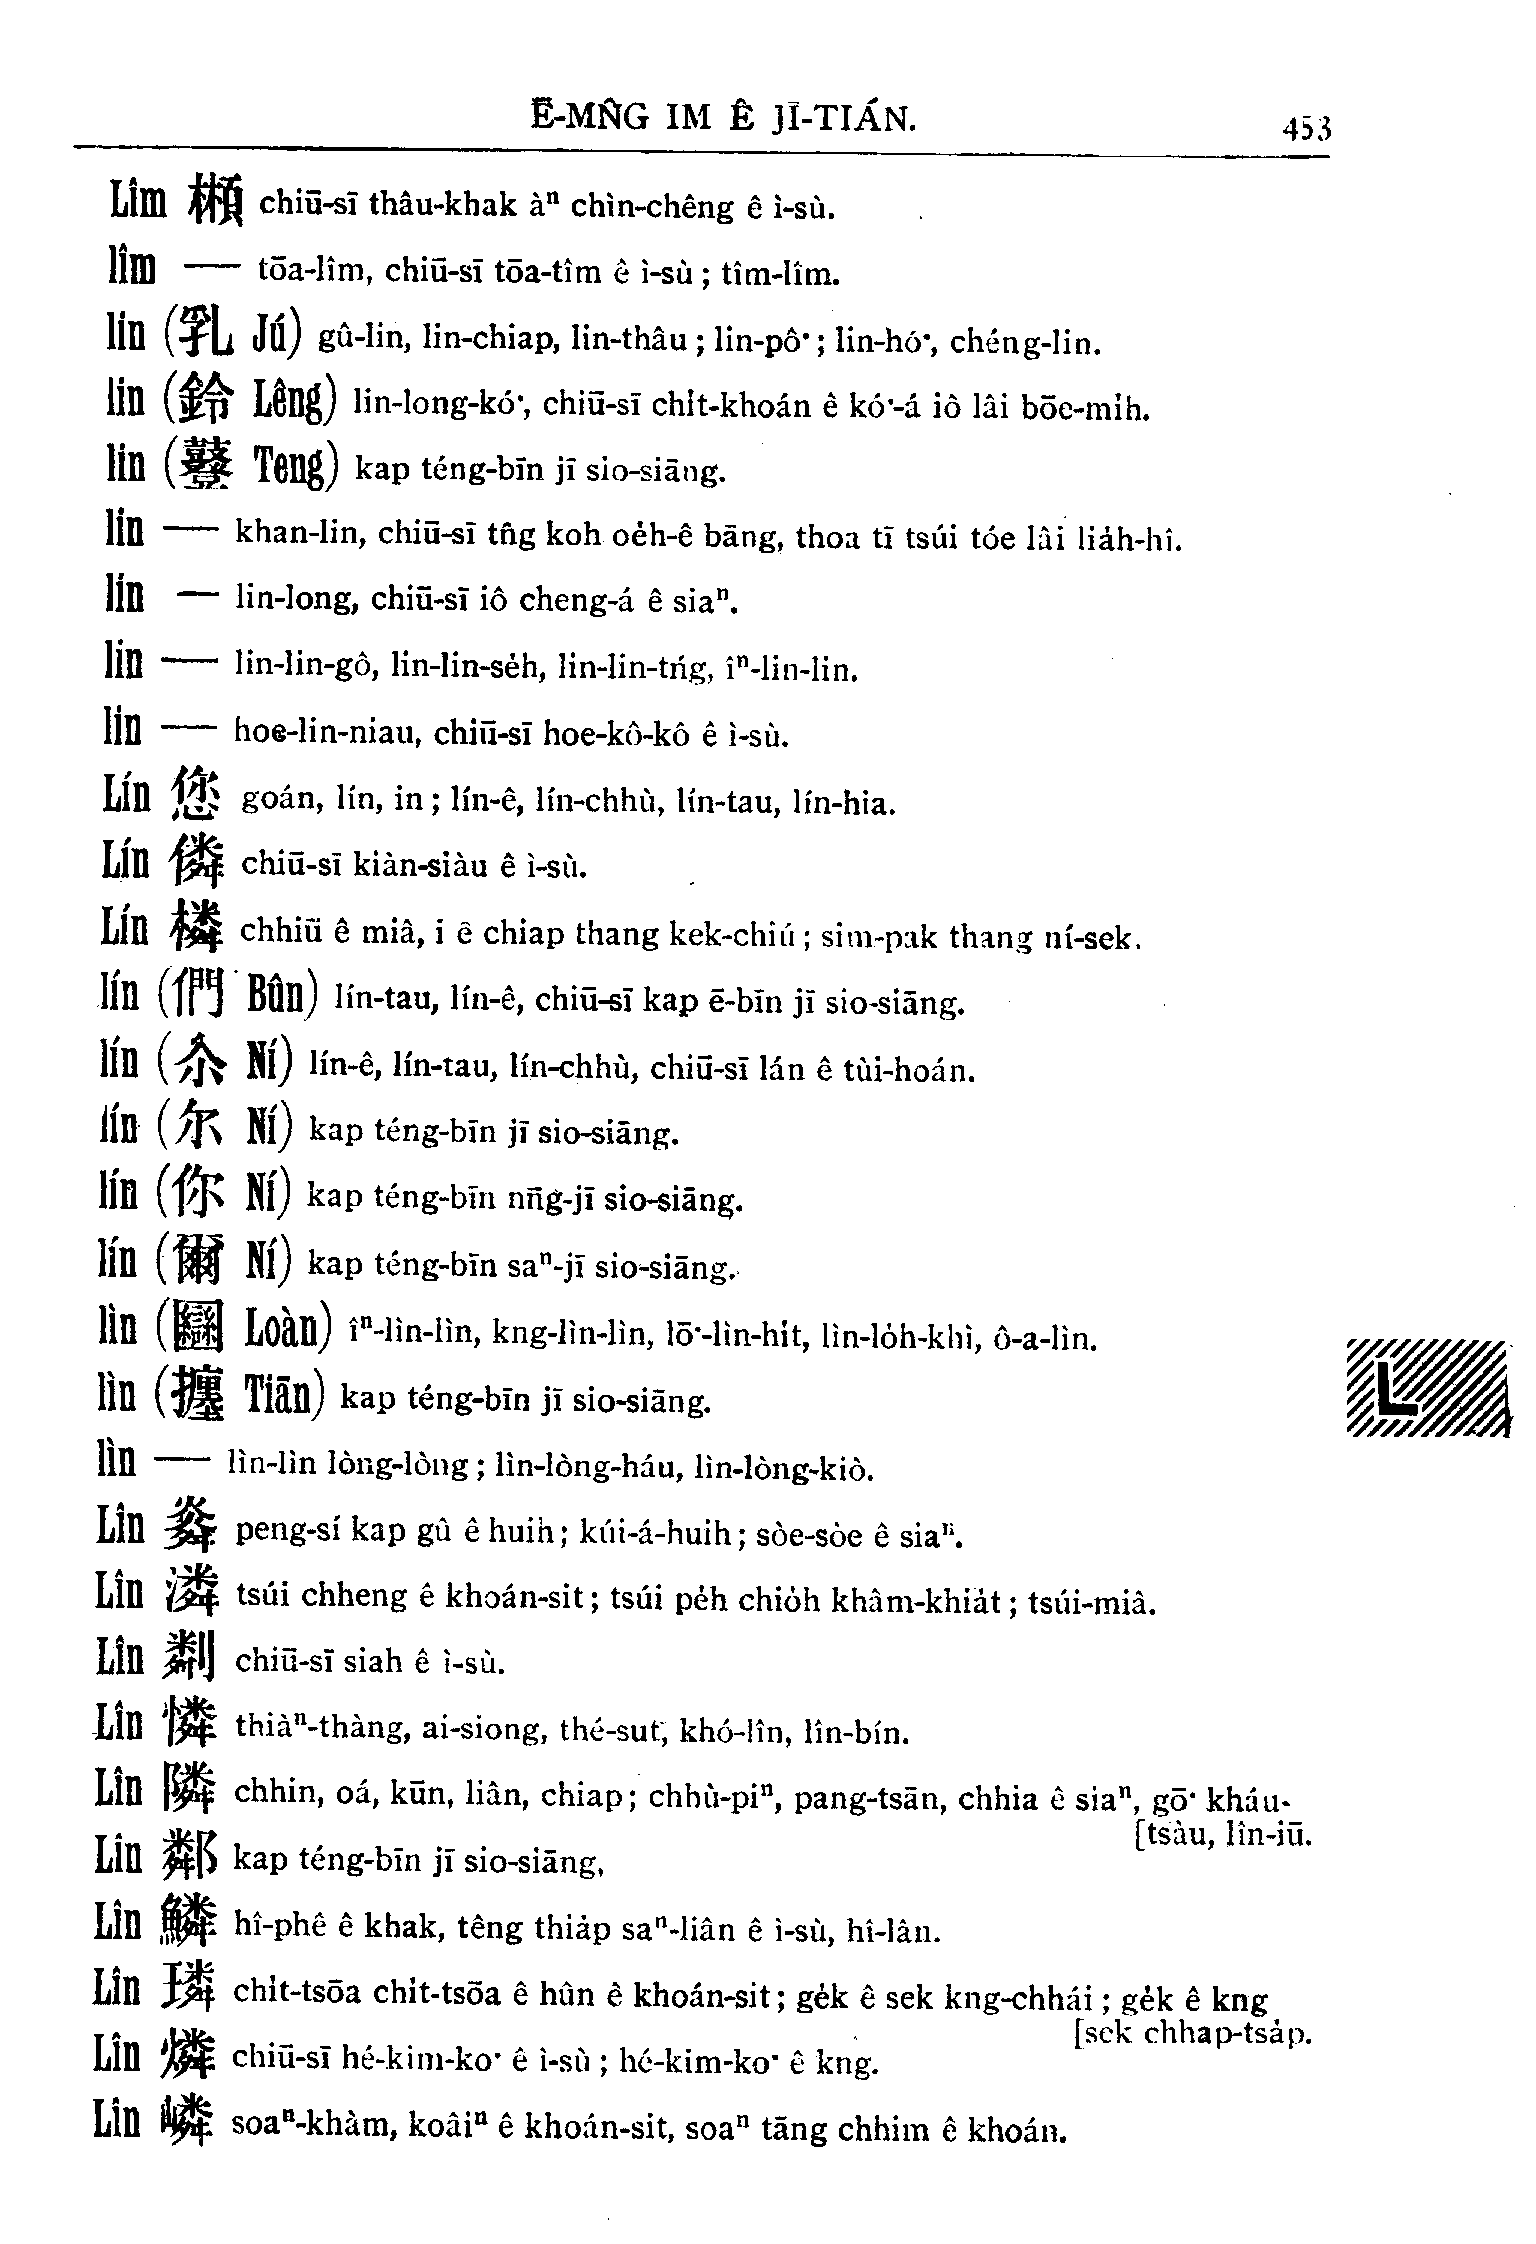 Ē-MN̂G IM Ê JĪ-TIÁN. 453
Lîm chiū-sī thâu-khak àⁿ chìn-chêng ê ì-sù.
lîm — tōa-lîm, chiū-sī tōa-tîm ê ì-sù; tîm-lîm.
lin (乳 Jú) gû-lin, lin-chiap, lin-thâu; lin-pô͘; lin-hó͘, chéng-lin.
lin (鈴 Lêng) lin-long-kó͘, chiū-sī chi̍t-khoán ê kó͘-á iô lâi bōe-mi̍h.
lin (鼟 Teng) kap téng-bīn jī sio-siāng.
lin — khan-lin, chiū-sī tn̂g koh oe̍h-ê bāng, thoa tī tsúi tóe lâi lia̍h-hî.
lin — lin-long, chiū-sī iô cheng-á ê siaⁿ.
lin — lin-lin-gô, lin-lin-se̍h, lin-lin-tńg, îⁿ-lin-lin.
lin — hoe-lin-niau, chiū-sī hoe-kô-kô ê ì-sù.
Lín 您 goán, lín, in; lín-ê, lín-chhù, lín-tau, lín-hia.
Lín 僯 chiū-sī kiàn-siàu ê ì-sù.
Lín 橉 chhiū ê miâ, i ê chiap thang kek-chiú; sim-pak thang ní-sek.
lín (們 Bûn) lín-tau, lín-ê, chiū-sī kap ē-bīn jī sio-siāng.
lín (尒 Ní) lín-ê, lín-tau, lín-chhù, chiū-sī lán ê tùi-hoán.
lín (尔 Ní) kap téng-bīn jī sio-siāng.
lín (你 Ní) kap téng-bīn nn̄g-jī sio-siāng.
lín (爾 Ní) kap téng-bīn saⁿ-jī sio-siāng.
lìn (圞 Loàn) îⁿ-lìn-lìn, kng-lìn-lìn, lō͘-lìn-hi̍t, lìn-lo̍h-khì, ô-a-lìn.
lìn (㙻 Tiān) kap téng-bīn jī sio-siāng.
lìn — lìn-lìn lòng-lòng; lìn-lòng-háu, lìn-lòng-kiò.
Lîn 粦 peng-sí kap gû ê huih; kúi-á-huih; sòe-sòe ê siaⁿ.
Lîn 潾 tsúi chheng ê khoán-sit; tsúi pe̍h chio̍h khâm-khia̍t; tsúi-miâ.
Lîn 粼 chiū-sī siah ê ì-sù.
Lîn 憐 thiàⁿ-thàng, ai-siong, thé-sut, khó-lîn, lîn-bín.
Lîn 隣 chhin, oá, kūn, liân, chiap; chhù-piⁿ, pang-tsān, chhia ê siaⁿ, gō͘ kháu-
[tsàu, lîn-iū.
Lîn 鄰 kap téng-bīn jī sio-siāng,
Lîn 鱗 hî-phê ê khak, têng thia̍p saⁿ-liân ê ì-sù, hî-lân.
Lîn 璘 chi̍t-tsōa chi̍t-tsōa ê hûn ê khoán-sit; ge̍k ê sek kng-chhái; ge̍k ê kng
[sek chhap-tsa̍p.
Lîn 燐 chiū-sī hé-kim-ko͘ ê ì-sù; hé-kim-ko͘ ê kng.
Lîn 嶙 soaⁿ-khàm, koâiⁿ ê khoán-sit, soaⁿ tāng chhim ê khoán.
L